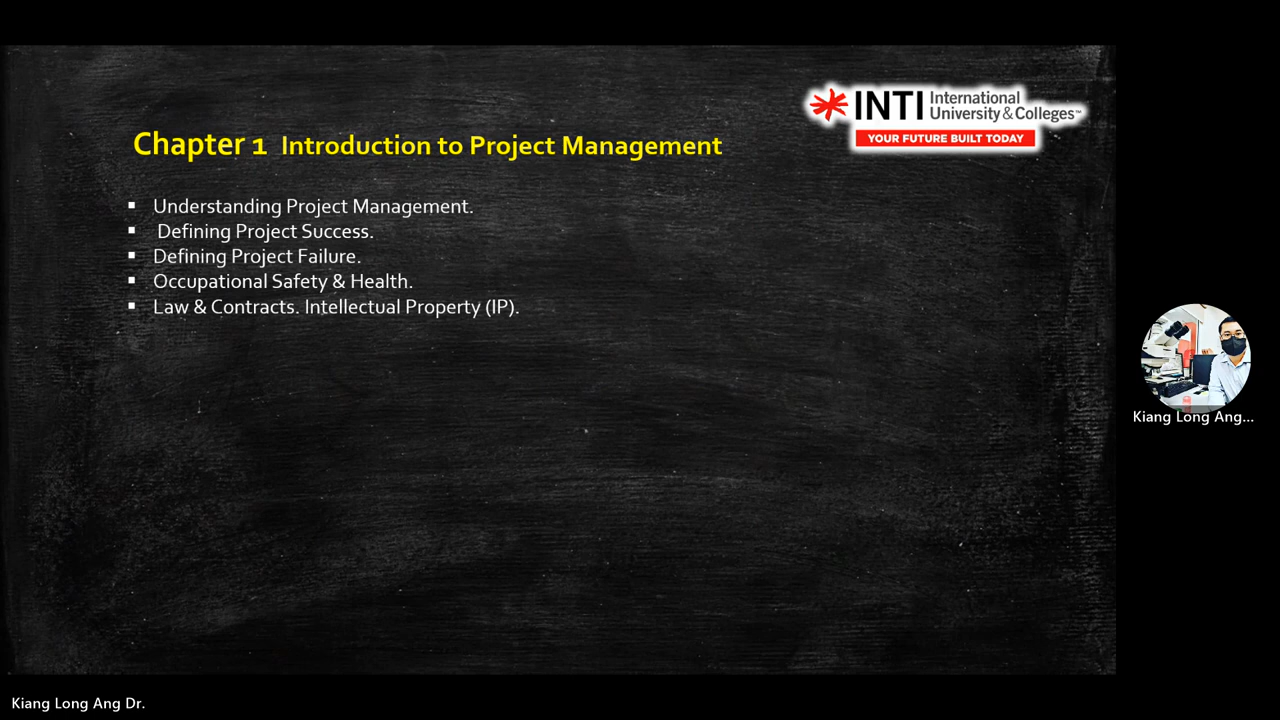 INTI International
University & Colleges™
YOUR FUTURE BUILT TODAY
Chapter 1 Introduction to Project Management
▪ Understanding Project Management.
▪ Defining Project Success.
▪ Defining Project Failure.
▪ Occupational Safety & Health.
▪ Law & Contracts. Intellectual Property (IP).
Kiang Long Ang...
Kiang Long Ang Dr.